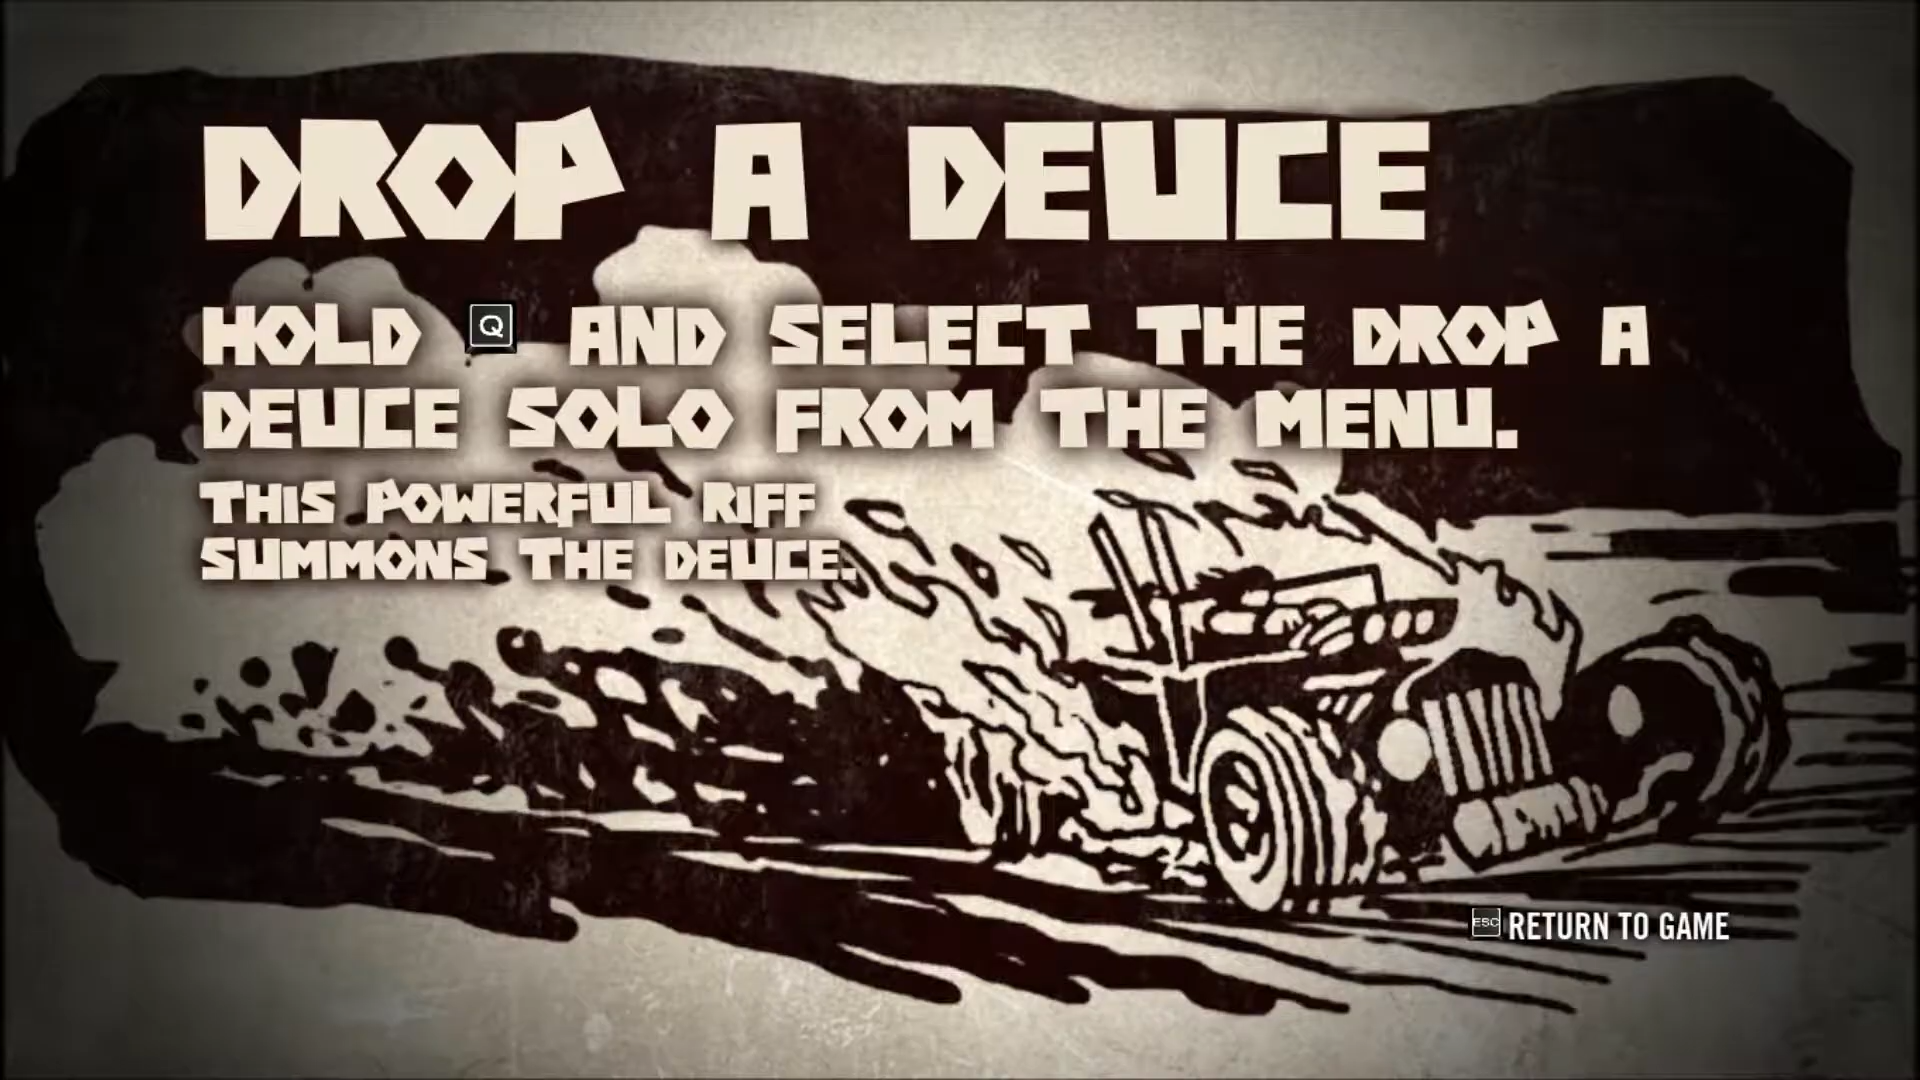 DROP A DEUCE
HOLD Q AND SELECT THE DROP A
DEUCE SOLO FROM THE MENU.
THIS POWERFUL RIFF
SUMMONS THE DEUCE.
ESC RETURN TO GAME